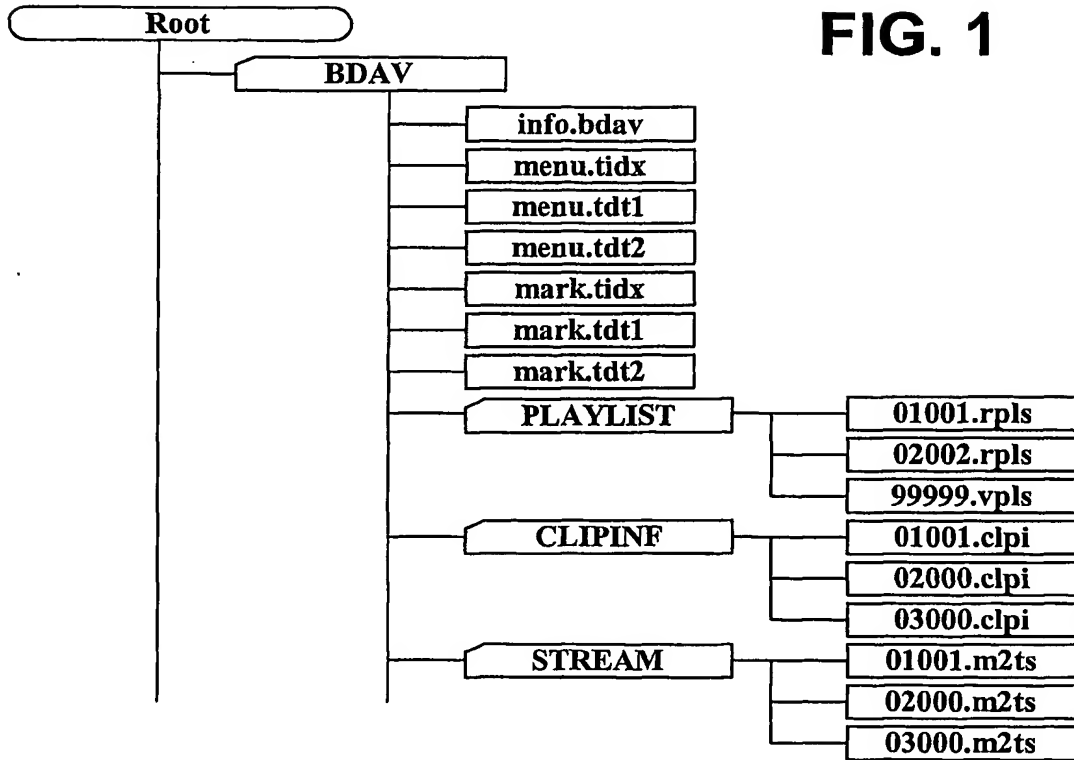 FIG. 1
Root
BDAV
info.bdav
menu.tidx
menu.tdt1
menu.tdt2
mark.tidx
mark.tdt1
mark.tdt2
PLAYLIST
01001.rpls
02002.rpls
99999.vpls
CLIPINF
01001.clpi
02000.clpi
03000.clpi
STREAM
01001.m2ts
02000.m2ts
03000.m2ts